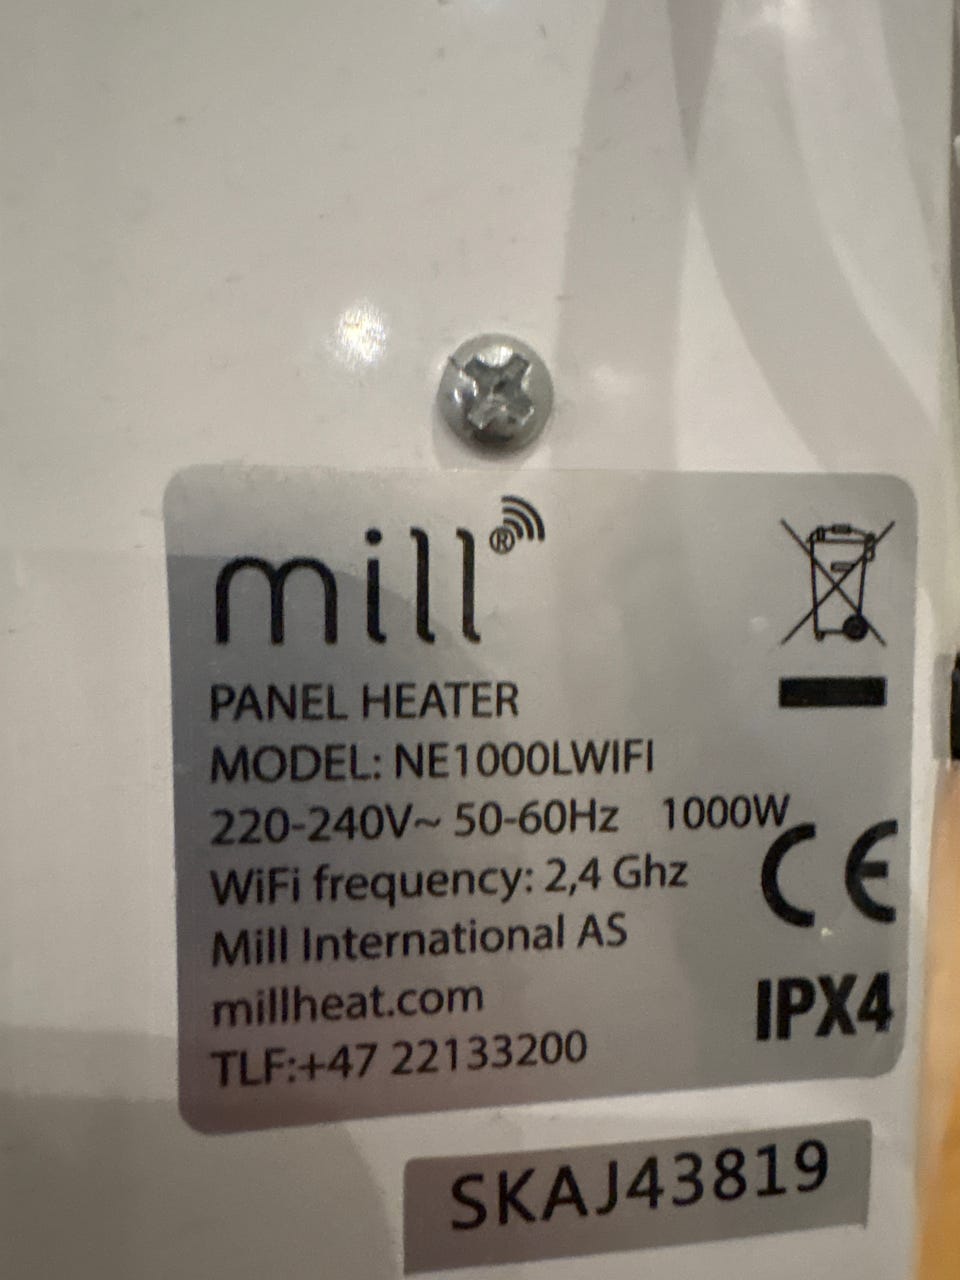 mill®
PANEL HEATER
MODEL: NE1000LWIFI
220-240V~ 50-60Hz 1000W
WiFi frequency: 2,4 Ghz
CE
Mill International AS
millheat.com
IPX4
TLF:+47 22133200
SKAJ43819